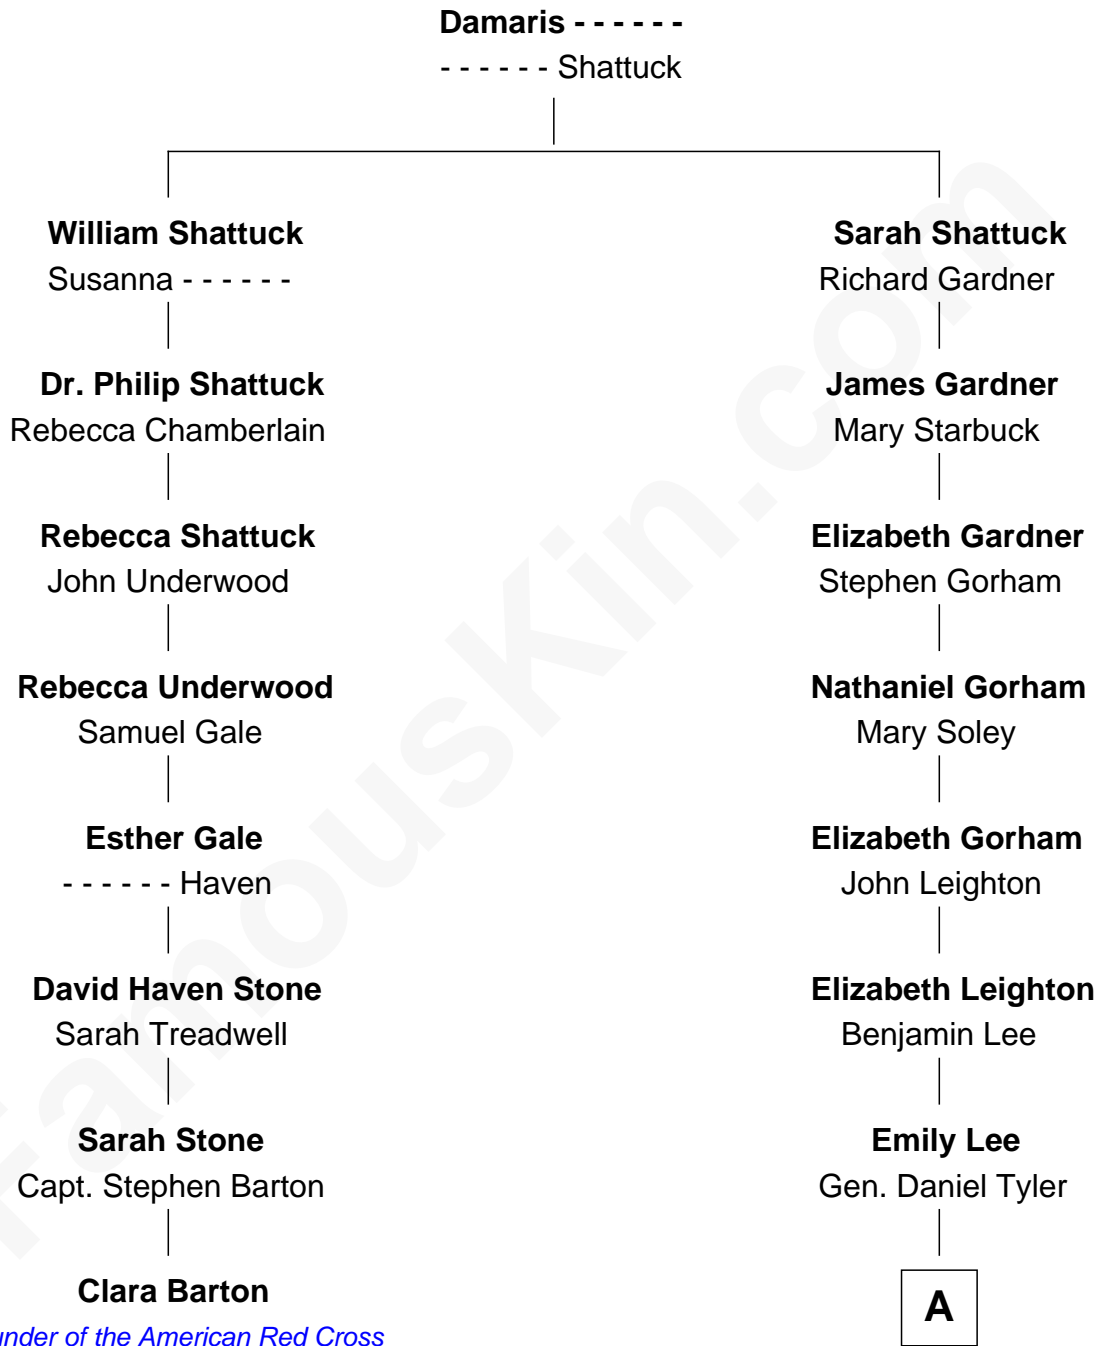 Damaris - - - - - -
- - - - - - Shattuck
William Shattuck
Susanna - - - - - -
Sarah Shattuck
Richard Gardner
Dr. Philip Shattuck
Rebecca Chamberlain
James Gardner
Mary Starbuck
Rebecca Shattuck
John Underwood
Elizabeth Gardner
Stephen Gorham
Rebecca Underwood
Samuel Gale
Nathaniel Gorham
Mary Soley
Esther Gale
- - - - - - Haven
Elizabeth Gorham
John Leighton
David Haven Stone
Sarah Treadwell
Elizabeth Leighton
Benjamin Lee
Sarah Stone
Capt. Stephen Barton
Emily Lee
Gen. Daniel Tyler
Clara Barton
under of the American Red Cross
A
FamousKin.com